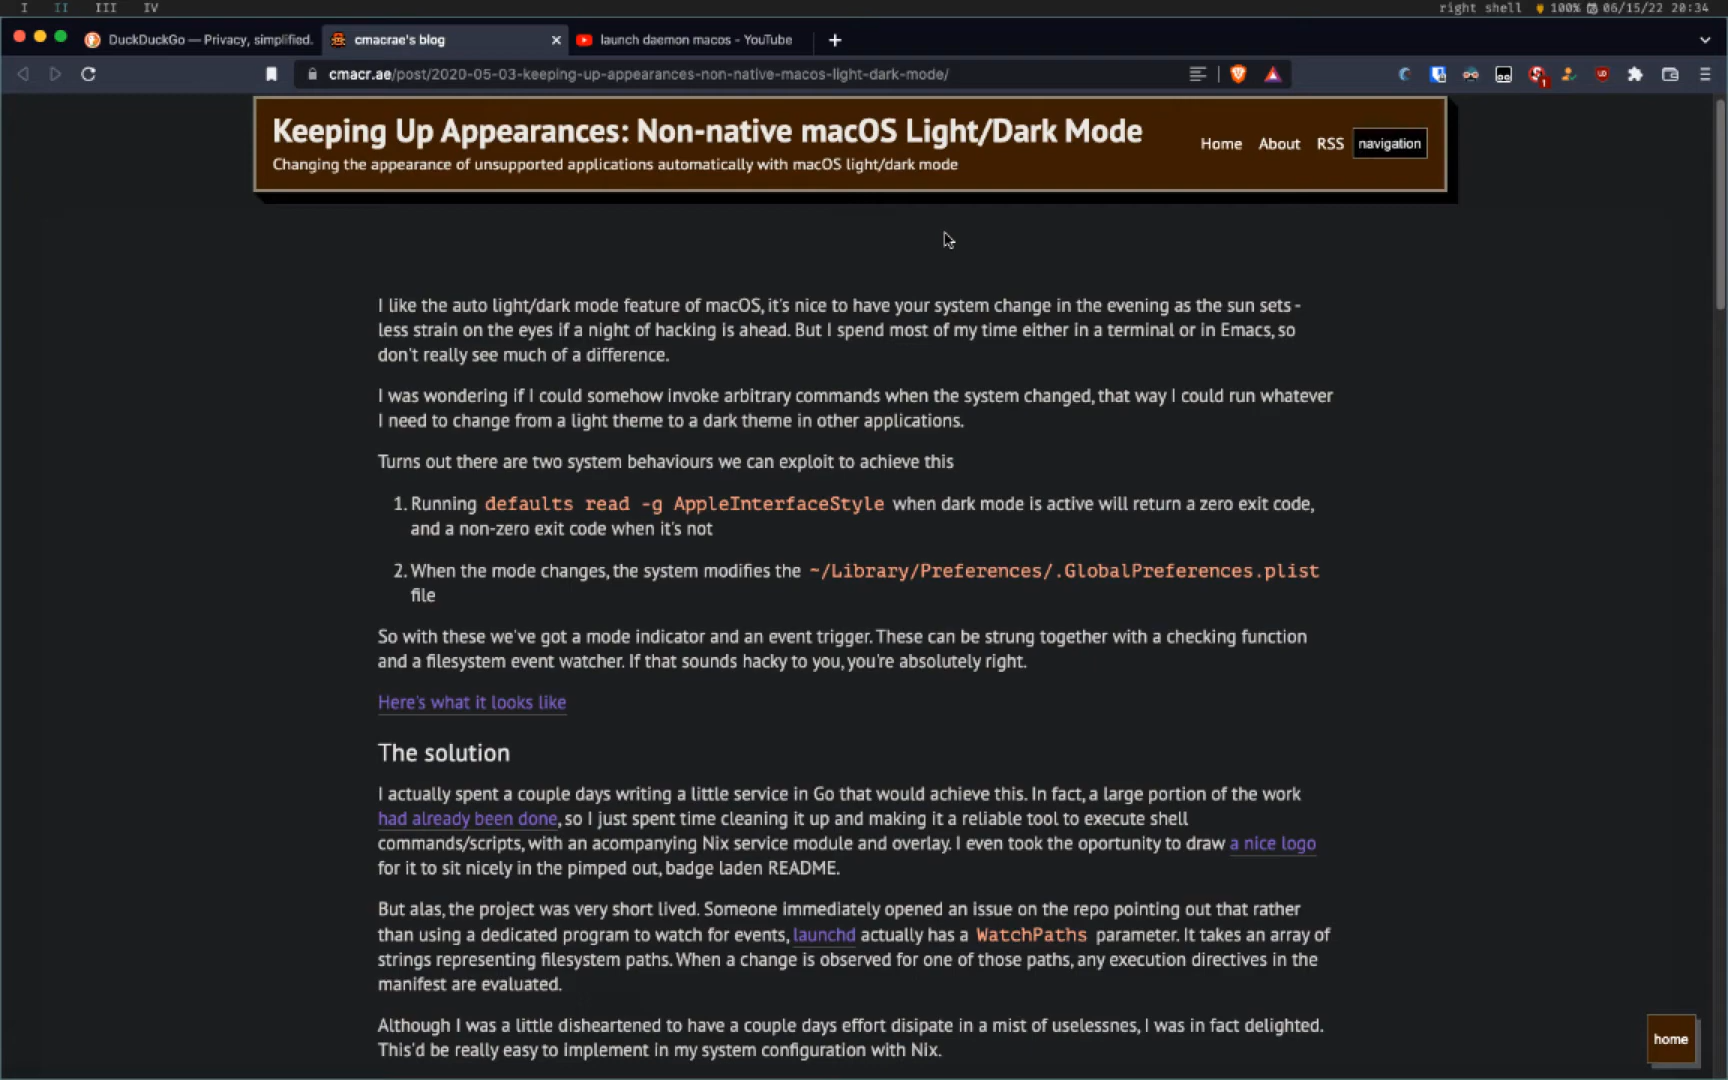 I II III IV right shell 100% 06/15/22 20:34
DuckDuckGo — Privacy, simplified. cmacrae's blog launch daemon macos - YouTube
cmacr.ae/post/2020-05-03-keeping-up-appearances-non-native-macos-light-dark-mode/ 1
Keeping Up Appearances: Non-native macOS Light/Dark Mode
Home About RSS navigation
Changing the appearance of unsupported applications automatically with macOS light/dark mode
I like the auto light/dark mode feature of macOS, it's nice to have your system change in the evening as the sun sets -
less strain on the eyes if a night of hacking is ahead. But I spend most of my time either in a terminal or in Emacs, so
don't really see much of a difference.
I was wondering if I could somehow invoke arbitrary commands when the system changed, that way I could run whatever
I need to change from a light theme to a dark theme in other applications.
Turns out there are two system behaviours we can exploit to achieve this
1. Running defaults read -g AppleInterfaceStyle when dark mode is active will return a zero exit code,
and a non-zero exit code when it's not
2. When the mode changes, the system modifies the ~/Library/Preferences/.GlobalPreferences.plist
file
So with these we've got a mode indicator and an event trigger. These can be strung together with a checking function
and a filesystem event watcher. If that sounds hacky to you, you're absolutely right.
Here's what it looks like
The solution
I actually spent a couple days writing a little service in Go that would achieve this. In fact, a large portion of the work
had already been done, so I just spent time cleaning it up and making it a reliable tool to execute shell
commands/scripts, with an acompanying Nix service module and overlay. I even took the oportunity to draw a nice logo
for it to sit nicely in the pimped out, badge laden README.
But alas, the project was very short lived. Someone immediately opened an issue on the repo pointing out that rather
than using a dedicated program to watch for events, launchd actually has a WatchPaths parameter. It takes an array of
strings representing filesystem paths. When a change is observed for one of those paths, any execution directives in the
manifest are evaluated.
Although I was a little disheartened to have a couple days effort disipate in a mist of uselessnes, I was in fact delighted.
This'd be really easy to implement in my system configuration with Nix.
home